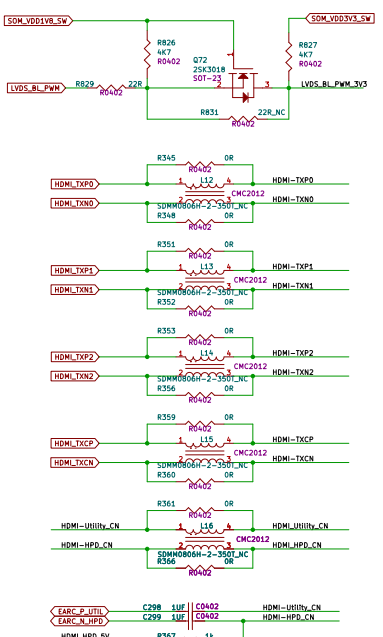 SOM_VDD1V8_SW SOM_VDD3V3_SW
R826 4K7 R0402
Q72 2SK3018 SOT-23
R827 4K7 R0402
1
LVDS_BL_PWM R829 22R R0402 2 3 LVDS_BL_PWM_3V3
R831 22R_NC
R0402
R345 0R
R0402
HDMI_TXP0 1 L12 4 HDMI-TXP0
CMC2012
HDMI_TXN0 2 3 HDMI-TXN0
SDMM0806H-2-350T_NC
R348 0R
R0402
R351 0R
R0402
HDMI_TXP1 1 L13 4 HDMI-TXP1
CMC2012
HDMI_TXN1 2 3 HDMI-TXN1
SDMM0806H-2-350T_NC
R352 0R
R0402
R353 0R
R0402
HDMI_TXP2 1 L14 4 HDMI-TXP2
CMC2012
HDMI_TXN2 2 3 HDMI-TXN2
SDMM0806H-2-350T_NC
R356 0R
R0402
R359 0R
R0402
HDMI_TXCP 1 L15 4 HDMI-TXCP
CMC2012
HDMI_TXCN 2 3 HDMI-TXCN
SDMM0806H-2-350T_NC
R360 0R
R0402
R361 0R
R0402
HDMI-Utility_CN 1 L16 4 HDMI_Utility_CN
CMC2012
HDMI-HPD_CN 2 3 HDMI_HPD_CN
SDMM0806H-2-350T_NC
R366 0R
R0402
EARC_P_UTIL C298 1UF C0402 HDMI-Utility_CN
EARC_N_HPD C299 1UF C0402 HDMI-HPD_CN
HDMI_HPD_5V R367 1k